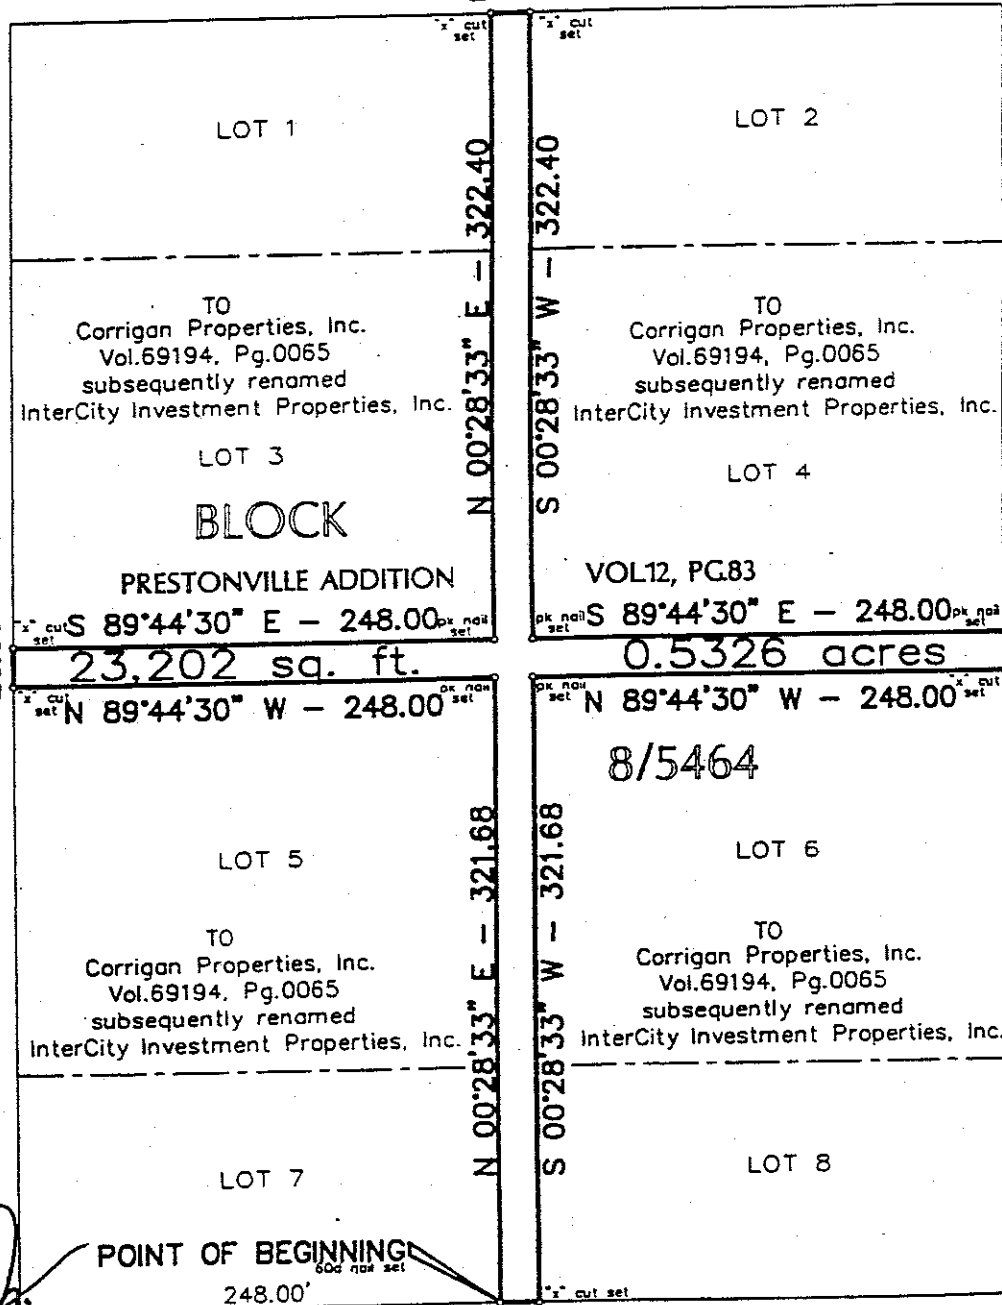 "x" cut
set
"x" cut
set
LOT 1
LOT 2
N 00°28'33" E - 322.40
S 00°28'33" W - 322.40
TO
Corrigan Properties, Inc.
Vol.69194, Pg.0065
subsequently renamed
InterCity Investment Properties, Inc.
TO
Corrigan Properties, Inc.
Vol.69194, Pg.0065
subsequently renamed
InterCity Investment Properties, Inc.
LOT 3
LOT 4
BLOCK
PRESTONVILLE ADDITION
VOL12, PG.83
"x" cut
set
S 89°44'30" E - 248.00
pk nail
set
pk nail
set
S 89°44'30" E - 248.00
pk nail
set
23,202 sq. ft.
0.5326 acres
"x" cut
set
N 89°44'30" W - 248.00
pk nail
set
pk nail
set
N 89°44'30" W - 248.00
"x" cut
set
8/5464
N 00°28'33" E - 321.68
S 00°28'33" W - 321.68
LOT 5
LOT 6
TO
Corrigan Properties, Inc.
Vol.69194, Pg.0065
subsequently renamed
InterCity Investment Properties, Inc.
TO
Corrigan Properties, Inc.
Vol.69194, Pg.0065
subsequently renamed
InterCity Investment Properties, Inc.
LOT 7
LOT 8
POINT OF BEGINNING
60d nail set
248.00'
"x" cut set